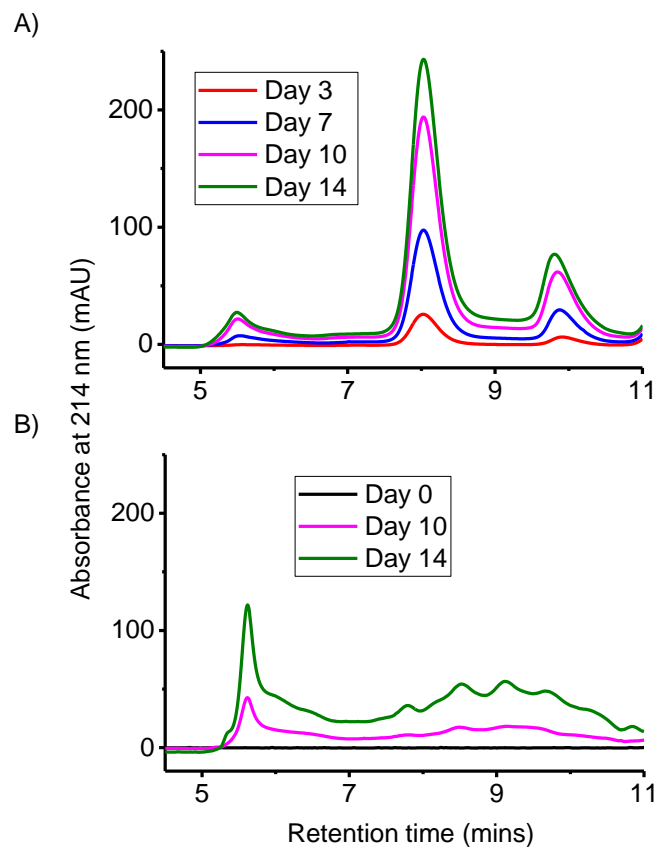 A)
Day 3
Day 7
Day 10
Day 14
200
100
0
5
7
9
11
Absorbance at 214 nm (mAU)
B)
Day 0
Day 10
Day 14
200
100
0
5
7
9
11
Retention time (mins)